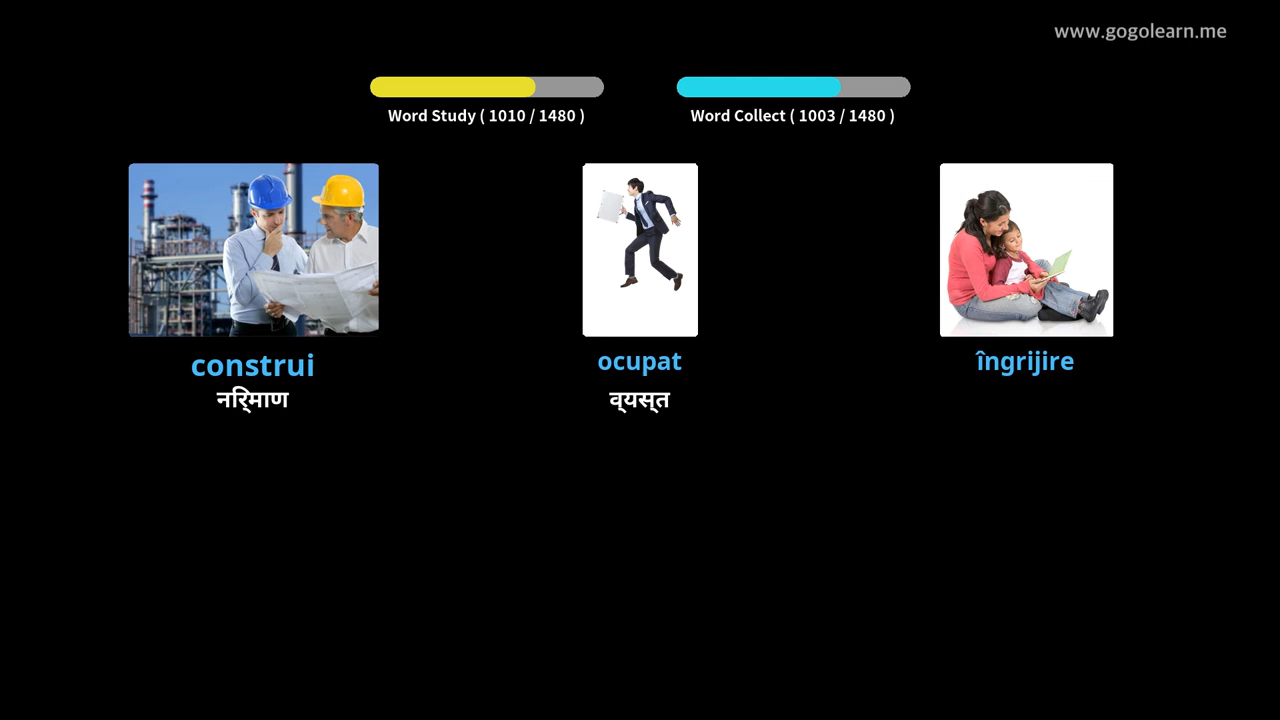 www.gogolearn.me
Word Study ( 1010 / 1480 )
Word Collect ( 1003 / 1480 )
construi
ocupat
îngrijire
निर्माण
व्यस्त